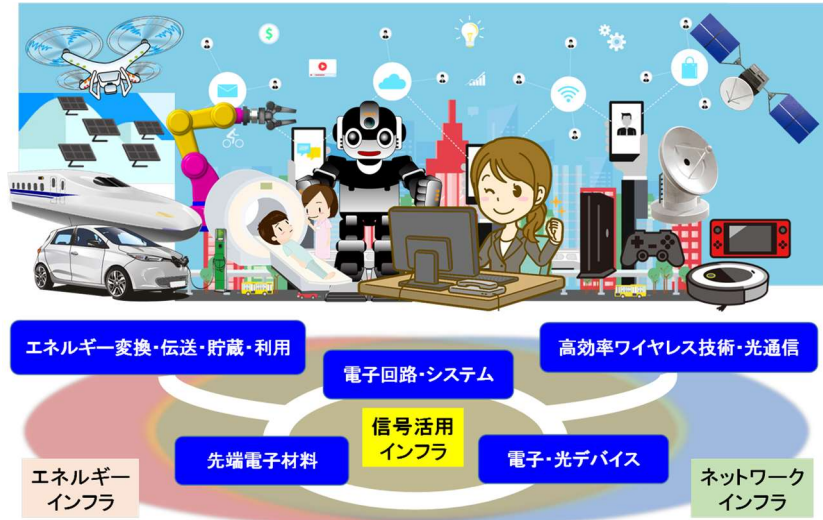 エネルギー変換・伝送・貯蔵・利用
高効率ワイヤレス技術・光通信
電子回路・システム
信号活用
インフラ
先端電子材料
電子・光デバイス
エネルギー
インフラ
ネットワーク
インフラ